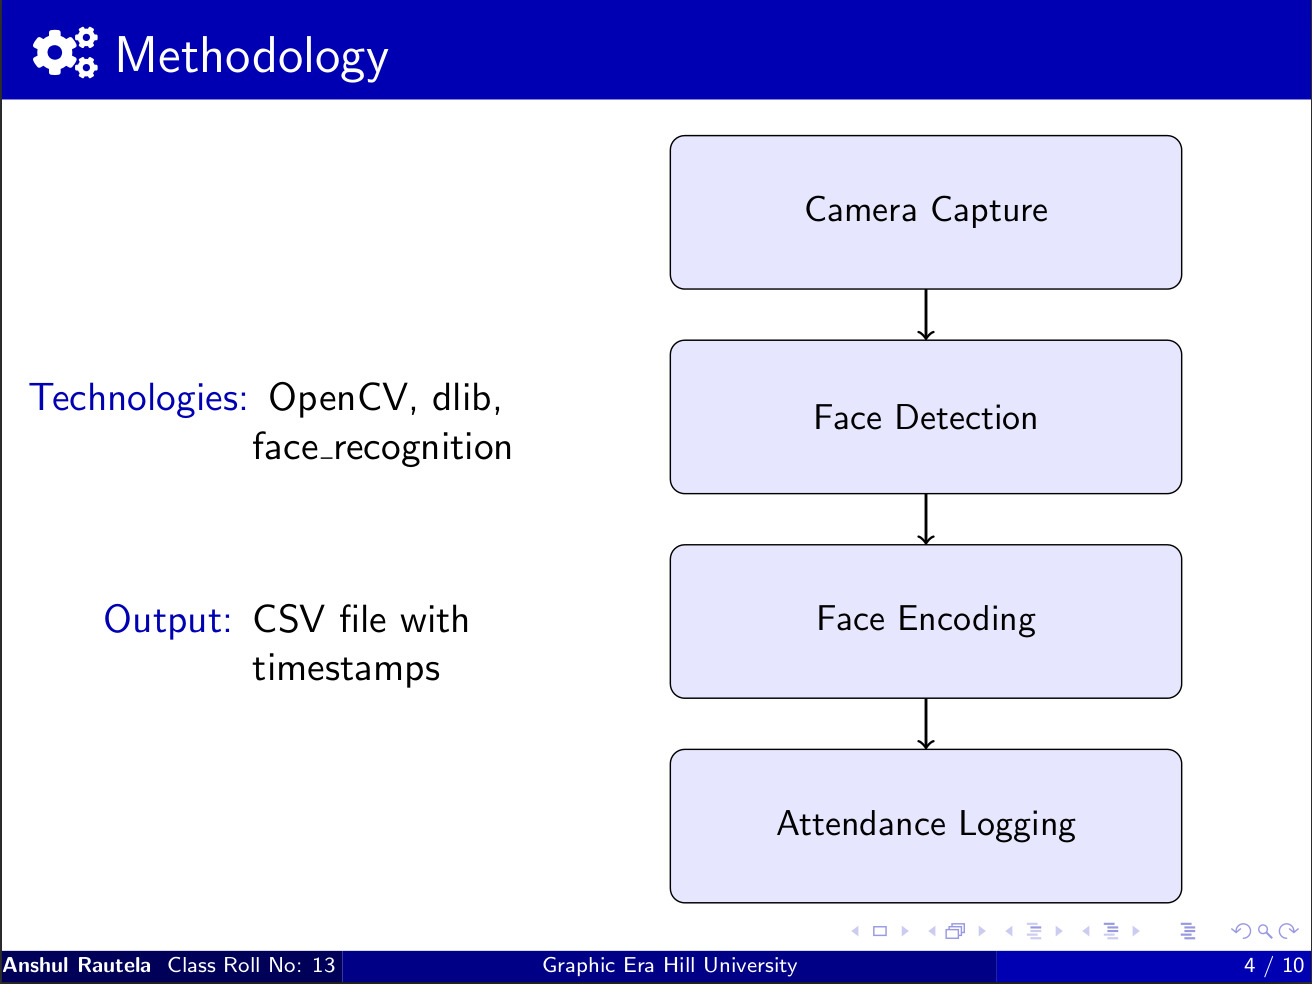 Methodology
Technologies: OpenCV, dlib,
face_recognition
Output: CSV file with
timestamps
Camera Capture
Face Detection
Face Encoding
Attendance Logging
Anshul Rautela Class Roll No: 13
Graphic Era Hill University
4 / 10